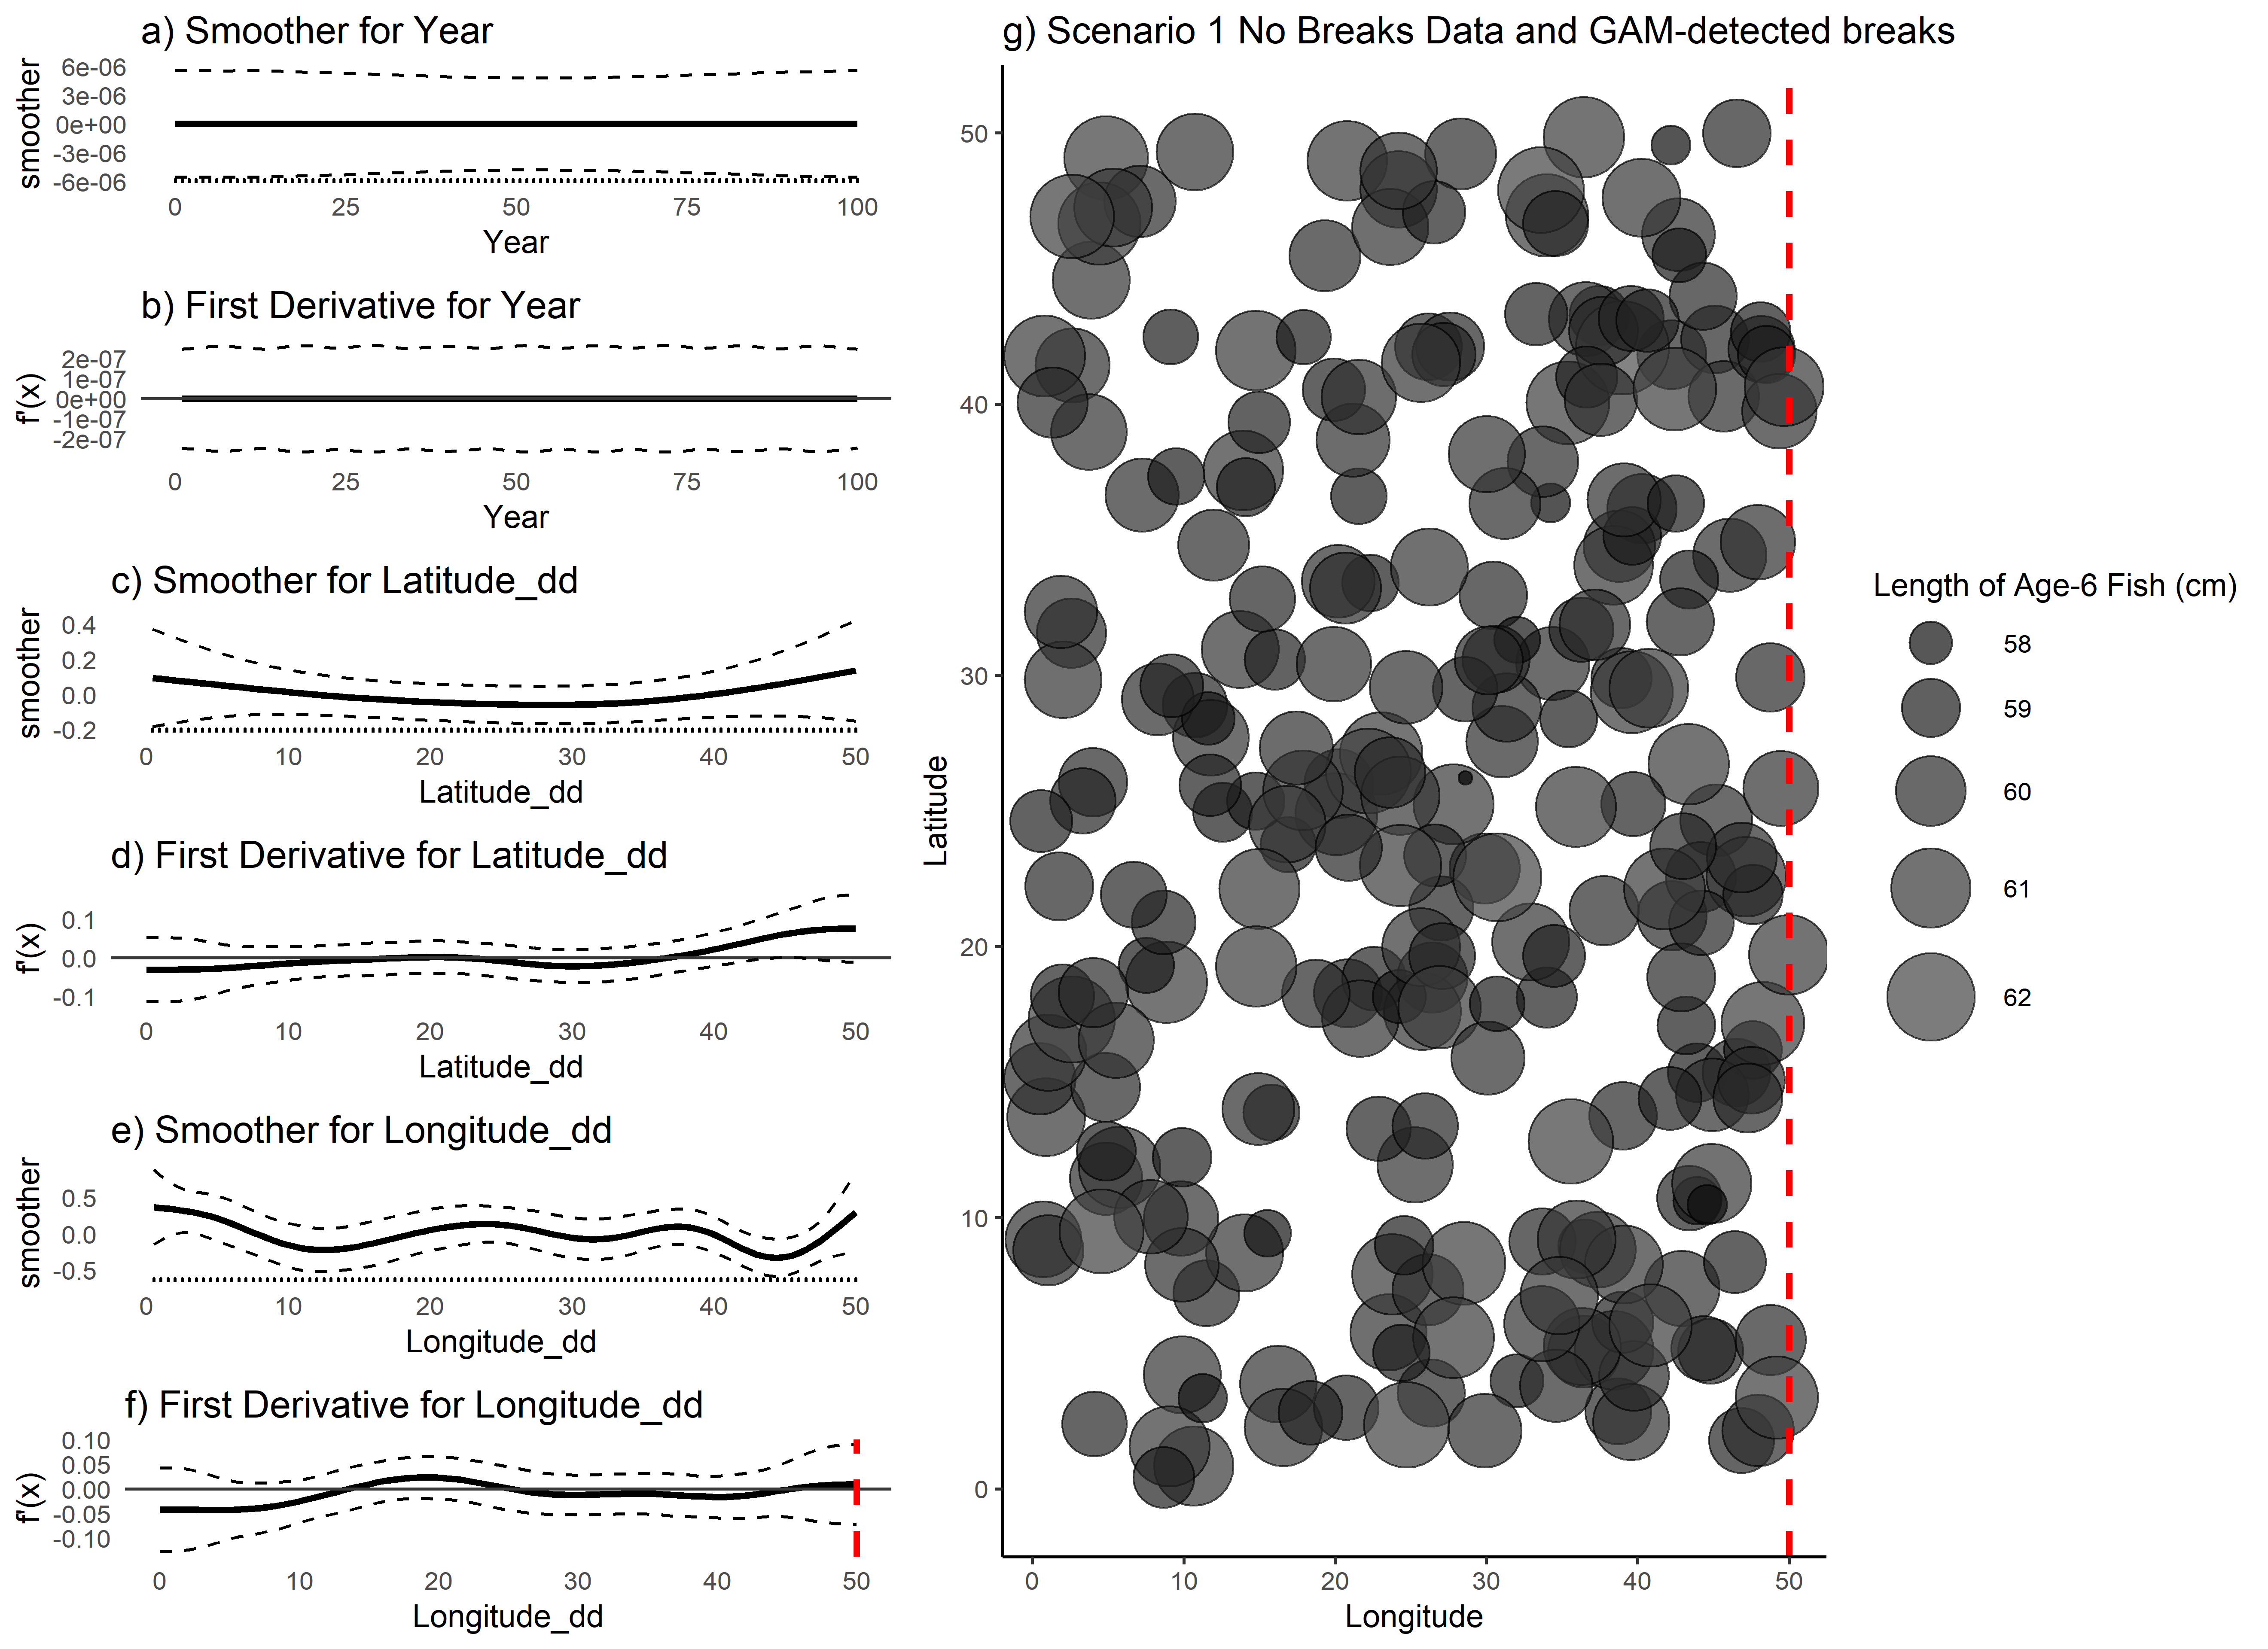 a) Smoother for Year
smoother
6e-06
3e-06
0e+00
-3e-06
-6e-06
0 25 50 75 100
Year
b) First Derivative for Year
f'(x)
2e-07
1e-07
0e+00
-1e-07
-2e-07
0 25 50 75 100
Year
c) Smoother for Latitude_dd
smoother
0.4
0.2
0.0
-0.2
0 10 20 30 40 50
Latitude_dd
d) First Derivative for Latitude_dd
f'(x)
0.1
0.0
-0.1
0 10 20 30 40 50
Latitude_dd
e) Smoother for Longitude_dd
smoother
0.5
0.0
-0.5
0 10 20 30 40 50
Longitude_dd
f) First Derivative for Longitude_dd
f'(x)
0.10
0.05
0.00
-0.05
-0.10
0 10 20 30 40 50
Longitude_dd
g) Scenario 1 No Breaks Data and GAM-detected breaks
Latitude
50
40
30
20
10
0
0 10 20 30 40 50
Longitude
Length of Age-6 Fish (cm)
58
59
60
61
62